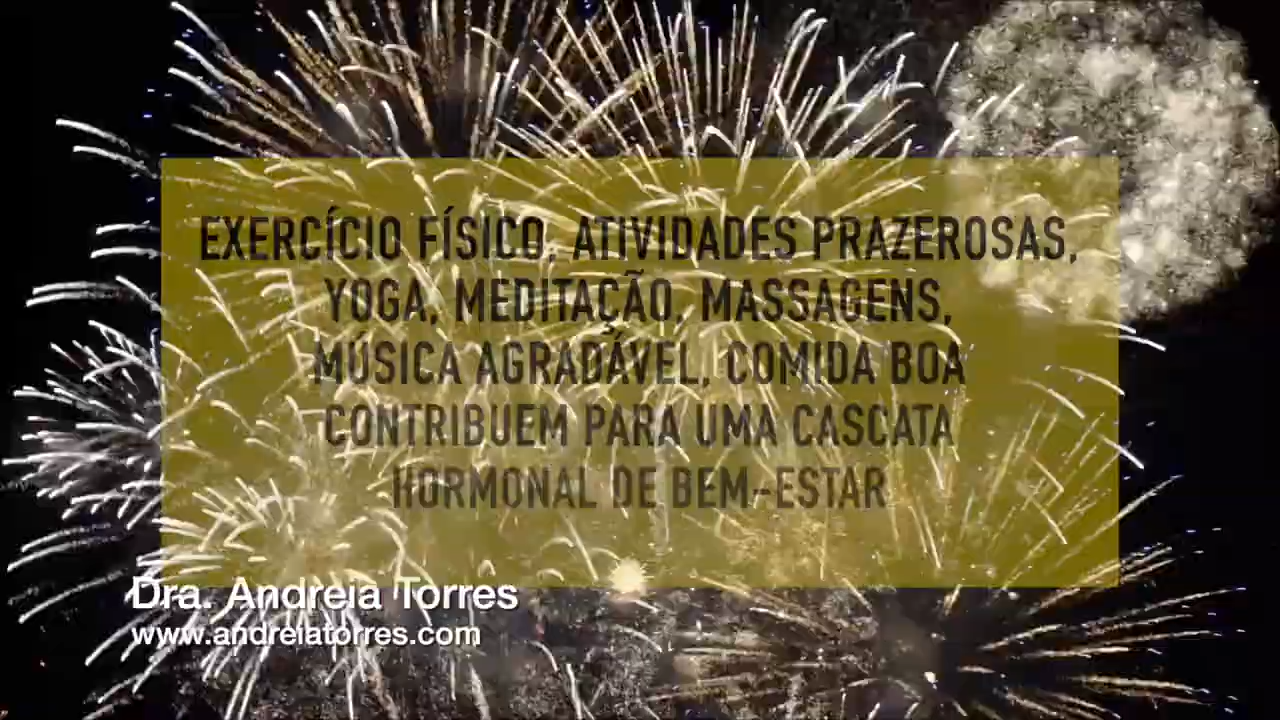 EXERCÍCIO FÍSICO, ATIVIDADES PRAZEROSAS,
YOGA, MEDITAÇÃO, MASSAGENS,
MÚSICA AGRADÁVEL, COMIDA BOA
CONTRIBUEM PARA UMA CASCATA
HORMONAL DE BEM-ESTAR
Dra. Andreia Torres
www.andreiatorres.com